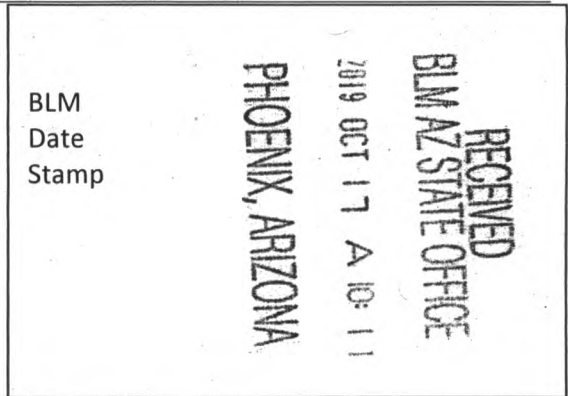 BLM
Date
Stamp
RECEIVED
BLM AZ STATE OFFICE
2019 OCT 17 A 10: 11
PHOENIX, ARIZONA